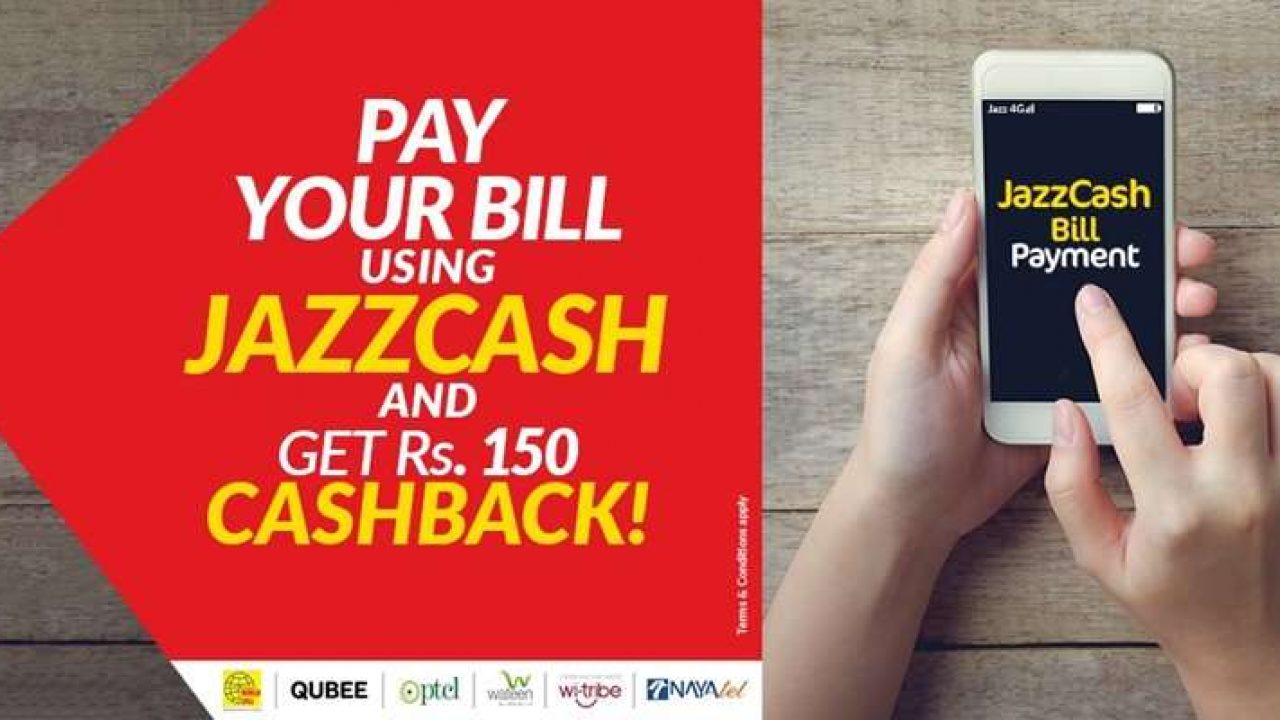 PAY
YOUR BILL
USING
JAZZCASH
AND
GET Rs. 150
CASHBACK!
Terms & Conditions apply
Jazz 4G
JazzCash
Bill
Payment
QUBEE
ptcl
wateen
wi-tribe
NAYAtel